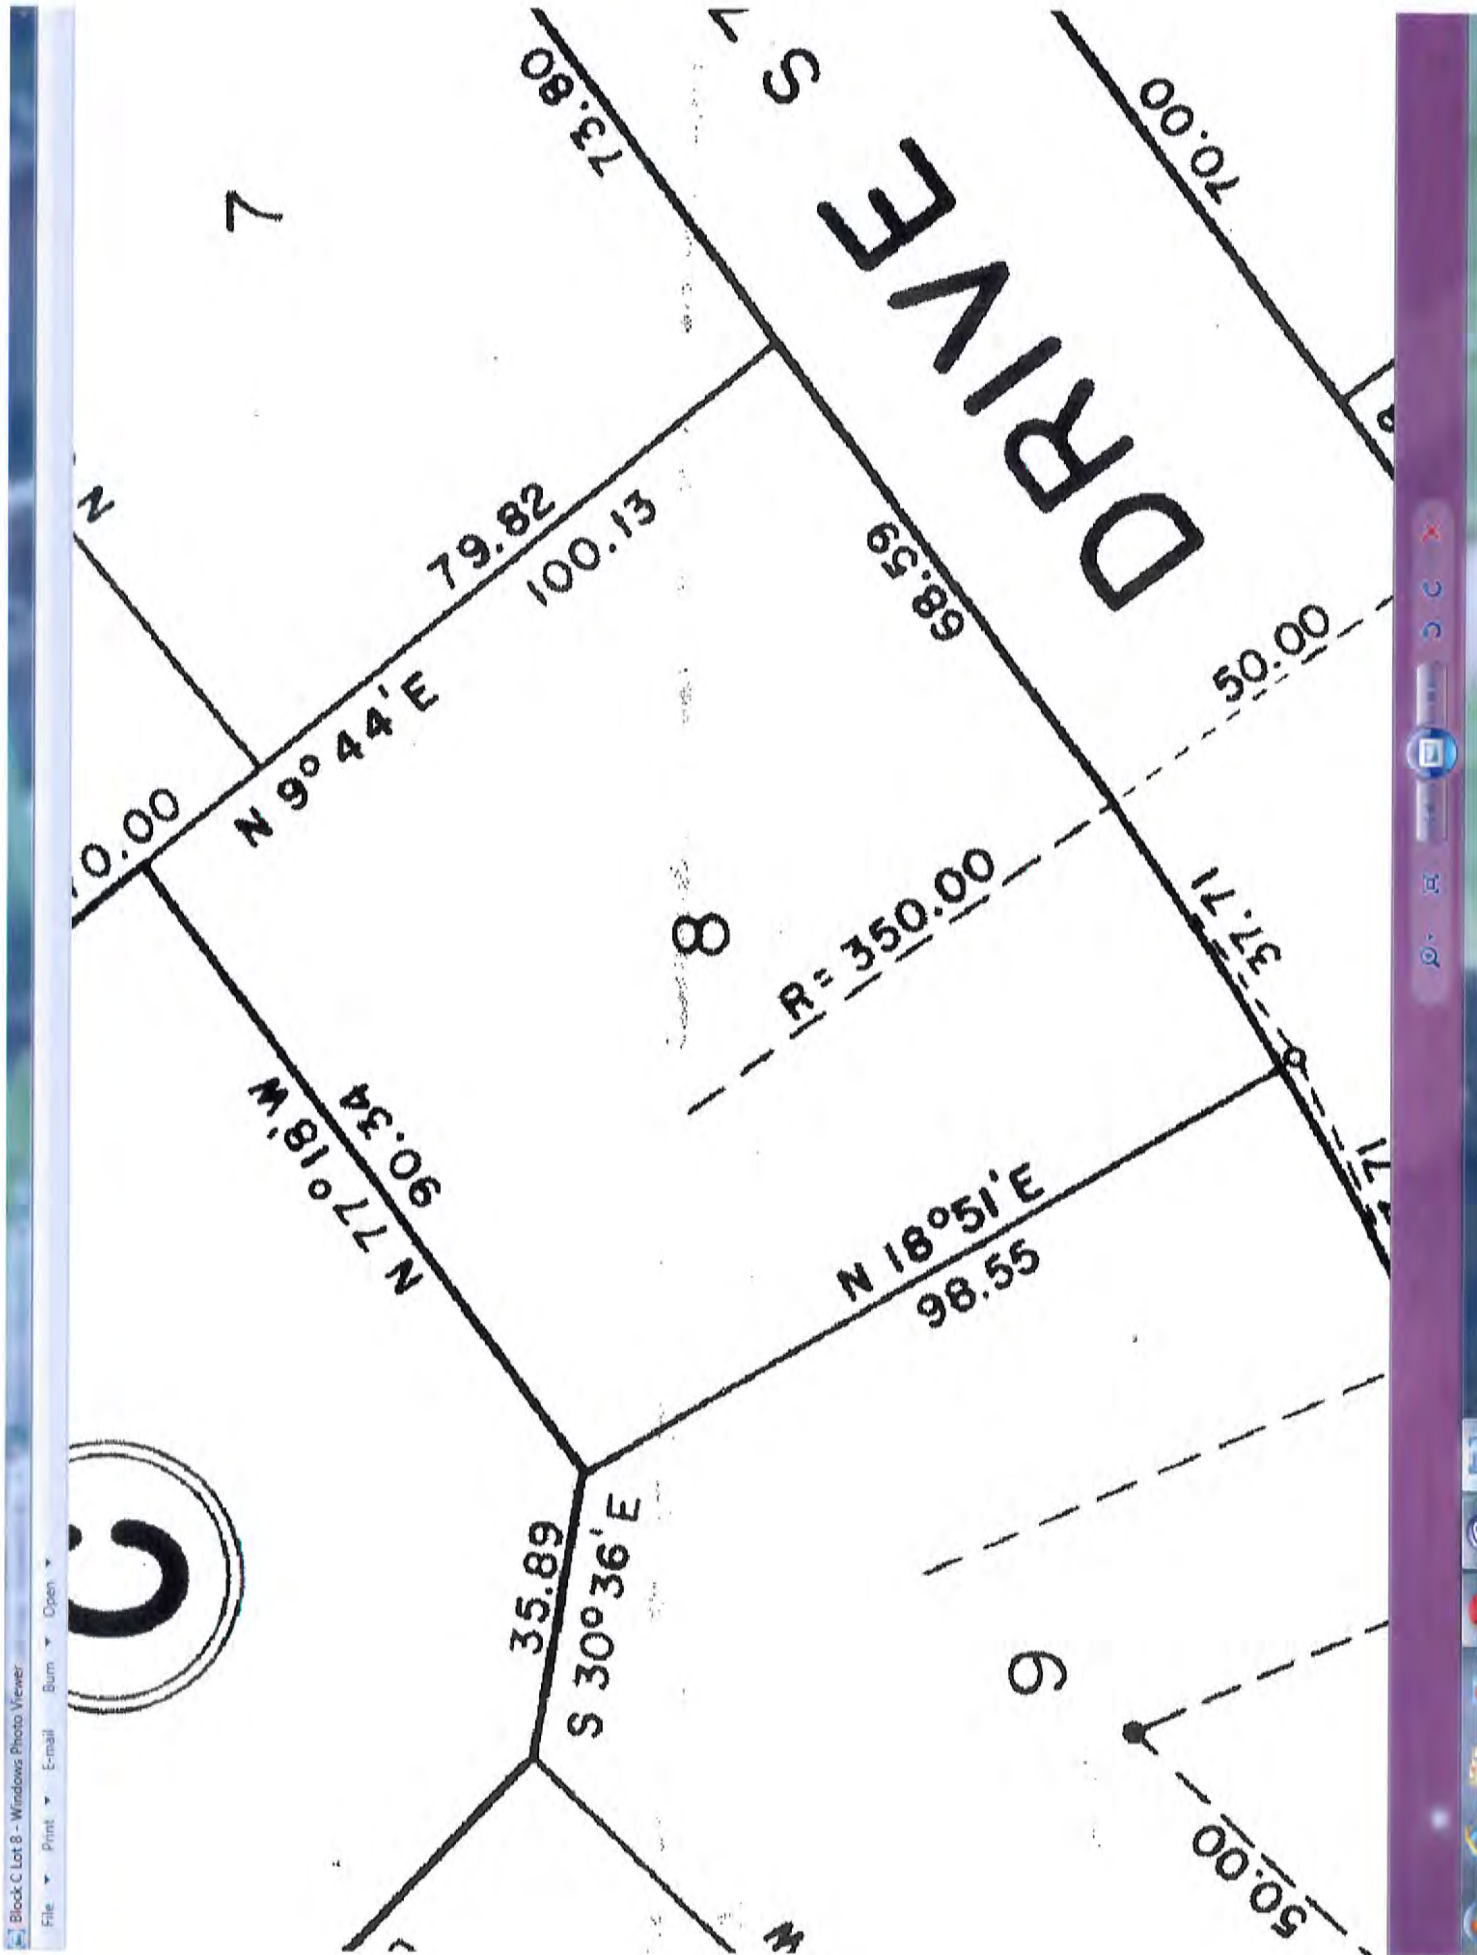 Block C Lot 8 - Windows Photo Viewer
File Print E-mail Burn Open
C
N
7
73.80
S
70.00
DRIVE
10.00
79.82
100.13
N 9° 44' E
68.59
50.00
N 77° 18' W
90.34
8
R = 350.00
37.71
35.89
S 30° 36' E
N 18° 51' E
98.55
71
9
50.00
W